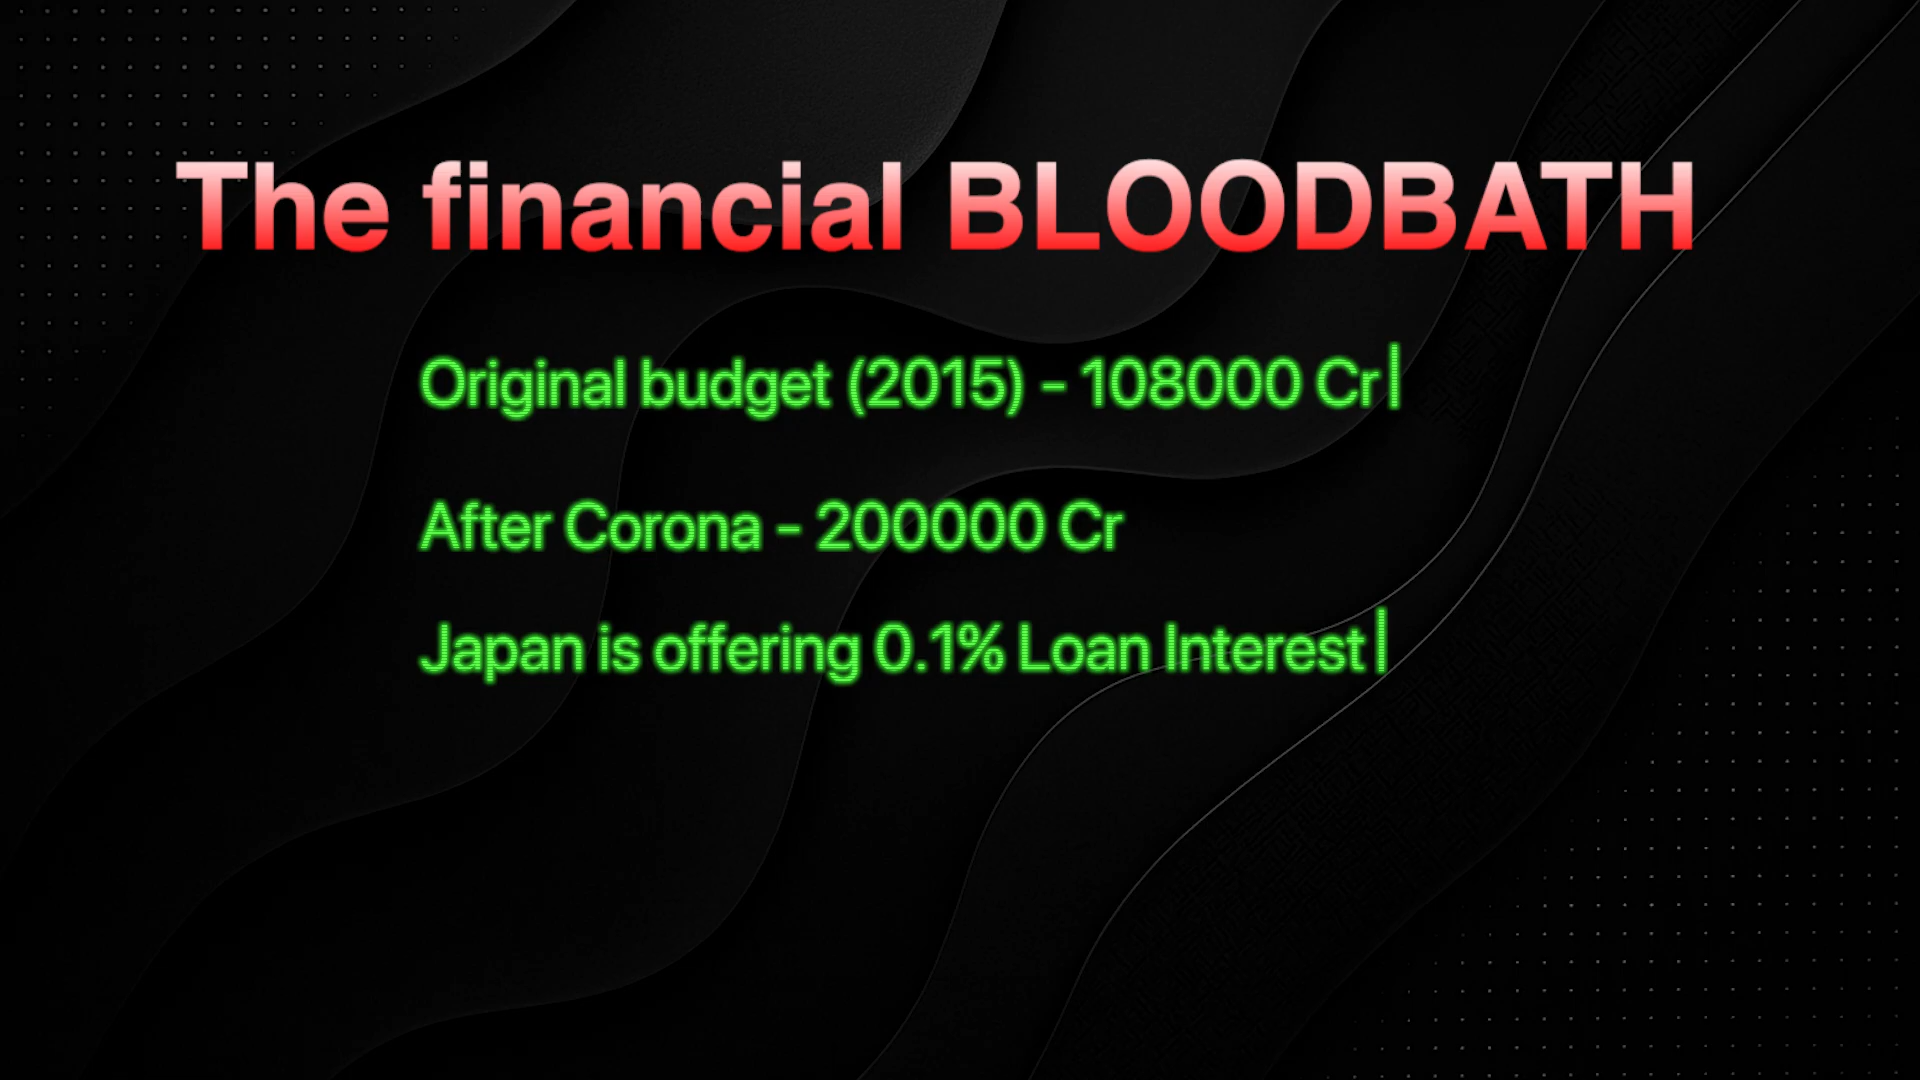 The financial BLOODBATH
Original budget (2015) - 108000 Cr
After Corona - 200000 Cr
Japan is offering 0.1% Loan Interest